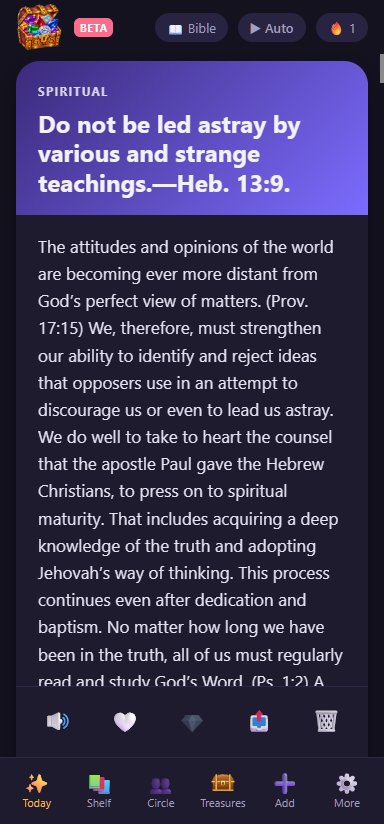 BETA
Bible
Auto
1
SPIRITUAL
Do not be led astray by
various and strange
teachings.—Heb. 13:9.
The attitudes and opinions of the world
are becoming ever more distant from
God’s perfect view of matters. (Prov.
17:15) We, therefore, must strengthen
our ability to identify and reject ideas
that opposers use in an attempt to
discourage us or even to lead us astray.
We do well to take to heart the counsel
that the apostle Paul gave the Hebrew
Christians, to press on to spiritual
maturity. That includes acquiring a deep
knowledge of the truth and adopting
Jehovah’s way of thinking. This process
continues even after dedication and
baptism. No matter how long we have
been in the truth, all of us must regularly
read and study God’s Word. (Ps. 1:2) A
Today
Shelf
Circle
Treasures
Add
More